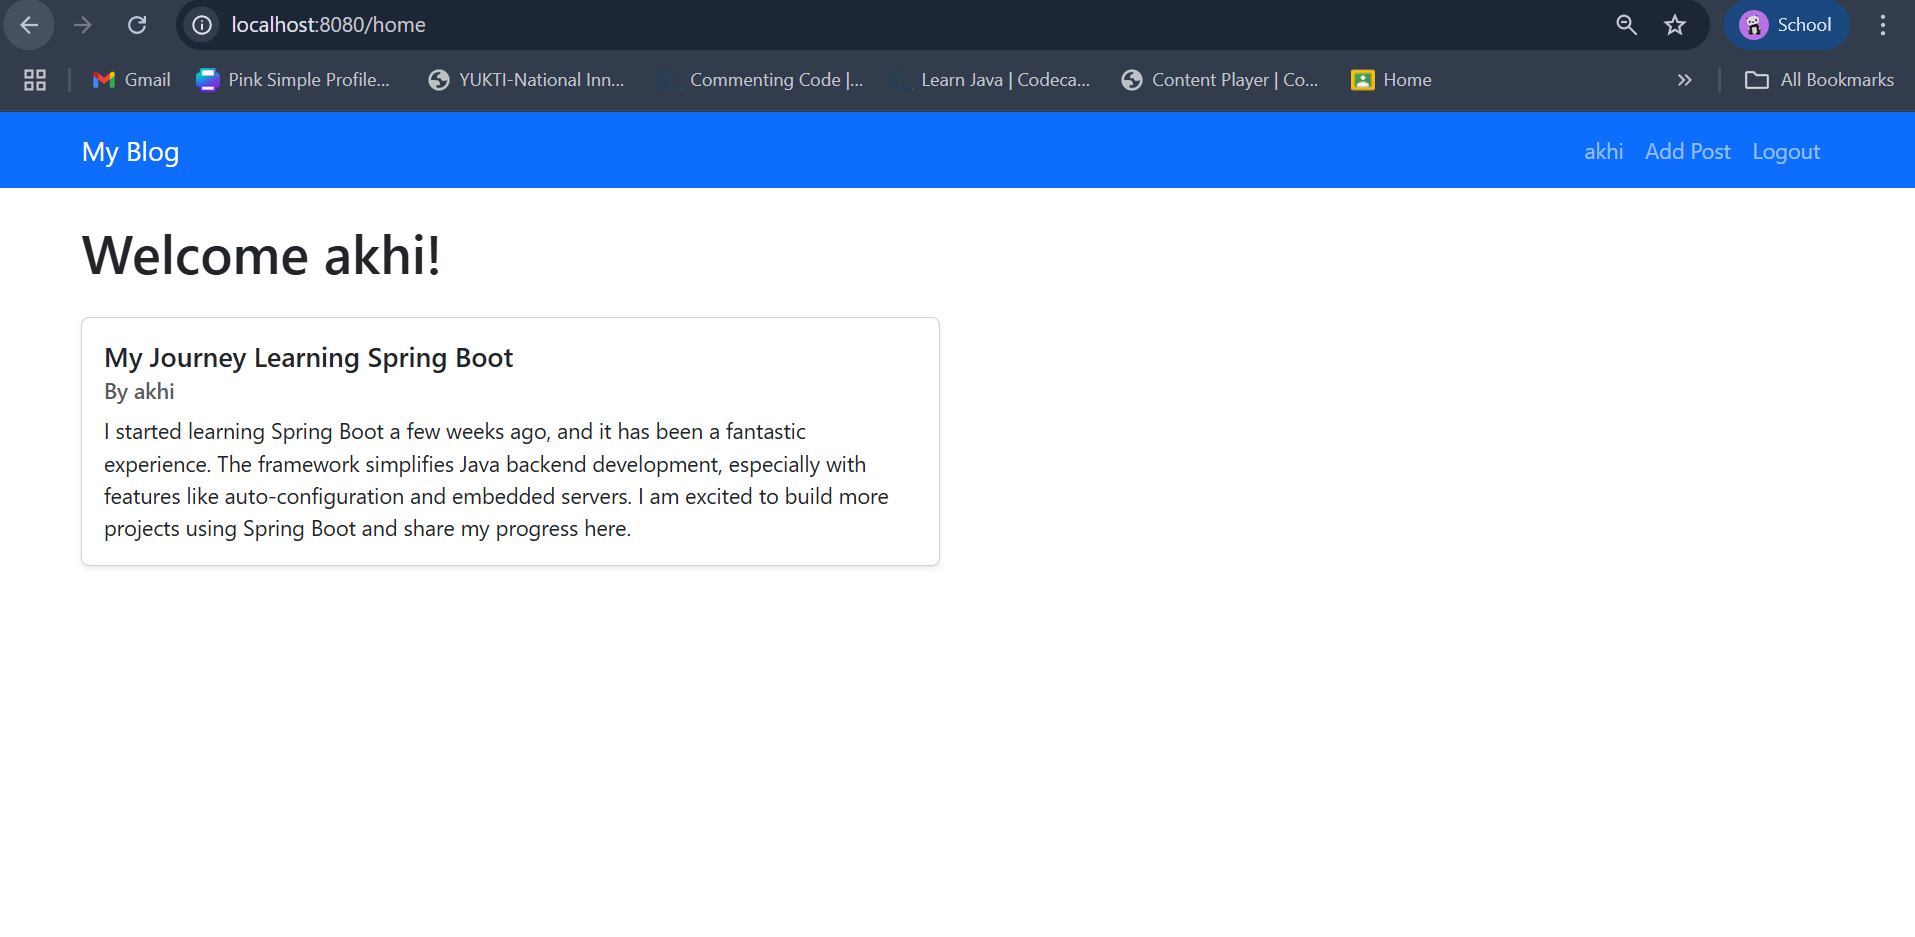 localhost:8080/home
School
Gmail
Pink Simple Profile...
YUKTI-National Inn...
Commenting Code |...
Learn Java | Codeca...
Content Player | Co...
Home
All Bookmarks
My Blog
akhi
Add Post
Logout
Welcome akhi!
My Journey Learning Spring Boot
By akhi
I started learning Spring Boot a few weeks ago, and it has been a fantastic
experience. The framework simplifies Java backend development, especially with
features like auto-configuration and embedded servers. I am excited to build more
projects using Spring Boot and share my progress here.